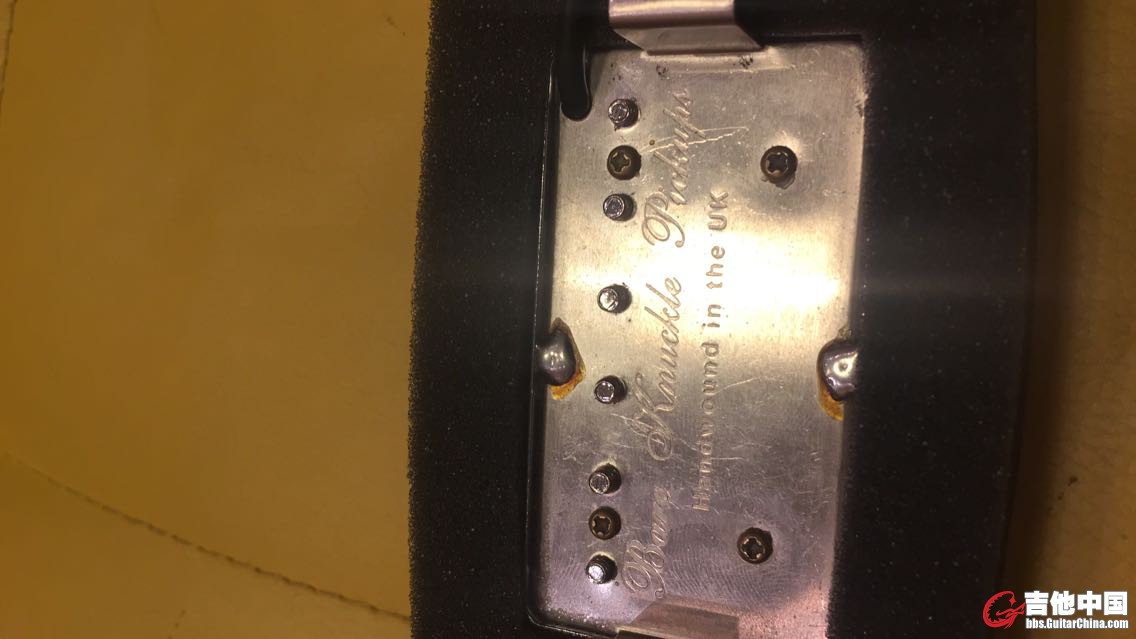 Bare Knuckle Pickups
Handwound in the UK
吉他中国
bbs.GuitarChina.com